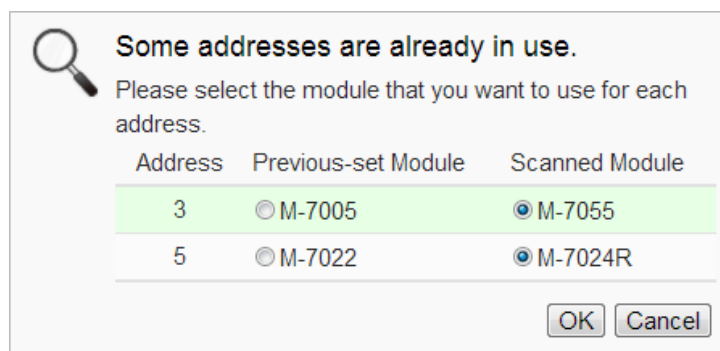 Some addresses are already in use.
Please select the module that you want to use for each
address.
Address Previous-set Module Scanned Module
3 M-7005 M-7055
5 M-7022 M-7024R
OK Cancel